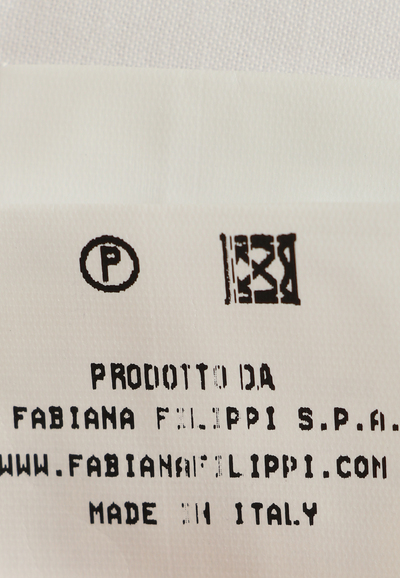 P
PRODOTTO DA
FABIANA FILIPPI S.P.A.
WWW.FABIANAFILIPPI.COM
MADE IN ITALY